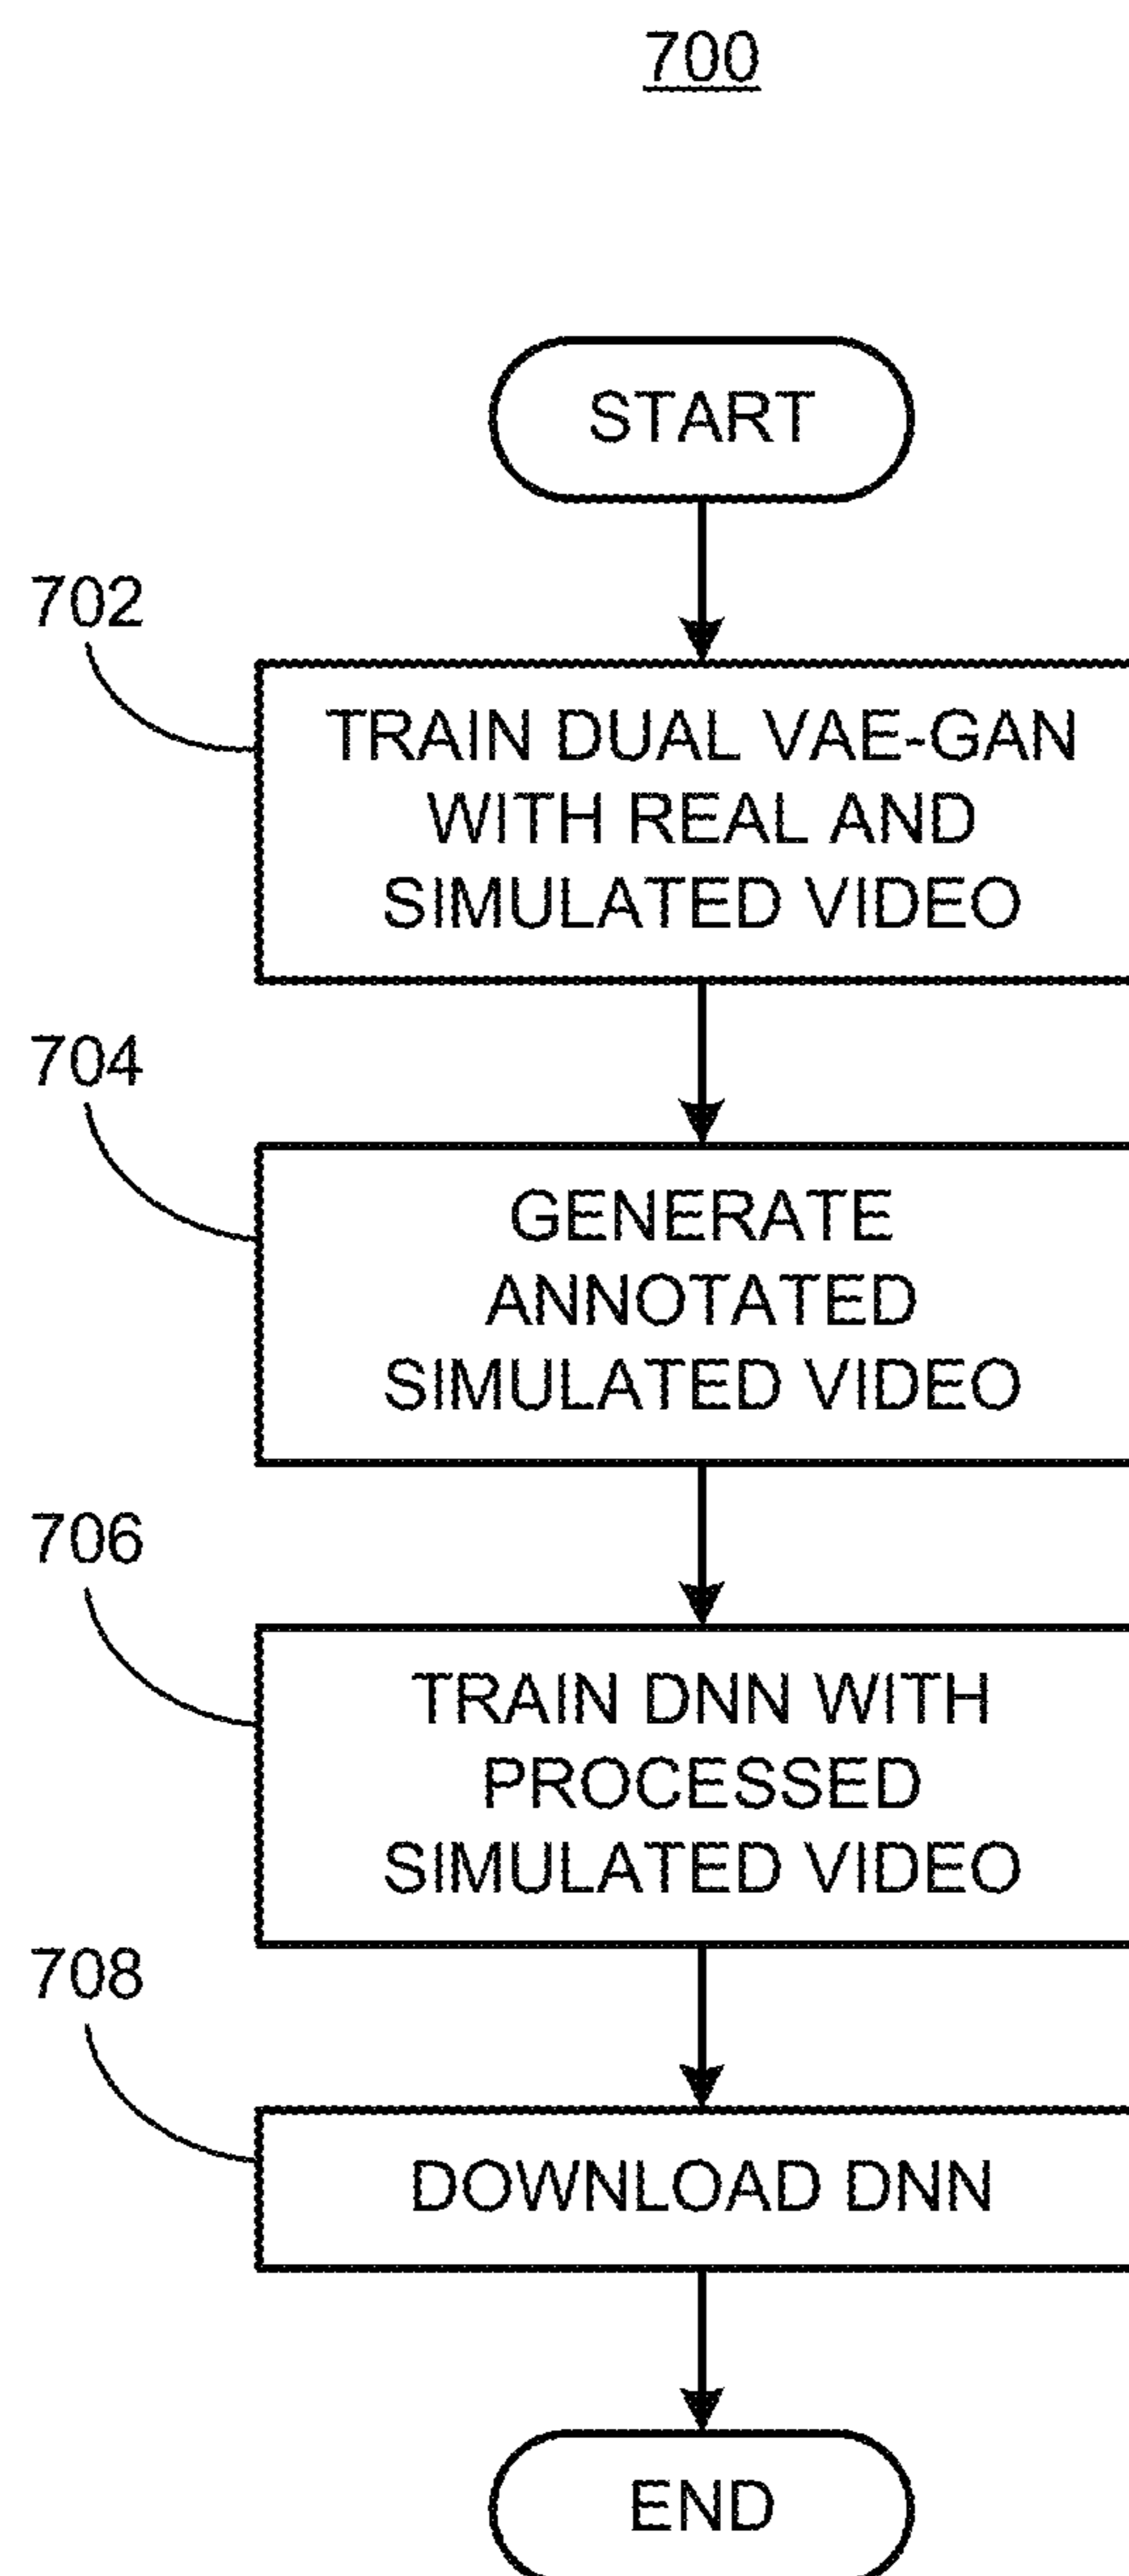 700
START
702
TRAIN DUAL VAE-GAN
WITH REAL AND
SIMULATED VIDEO
704
GENERATE
ANNOTATED
SIMULATED VIDEO
706
TRAIN DNN WITH
PROCESSED
SIMULATED VIDEO
708
DOWNLOAD DNN
END